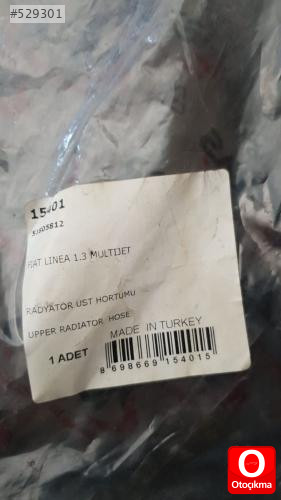 #529301
15401
51805812
FIAT LINEA 1.3 MULTIJET
RADYATÖR ÜST HORTUMU
UPPER RADIATOR HOSE
MADE IN TURKEY
1 ADET
8 698669 154015
Otoçıkma